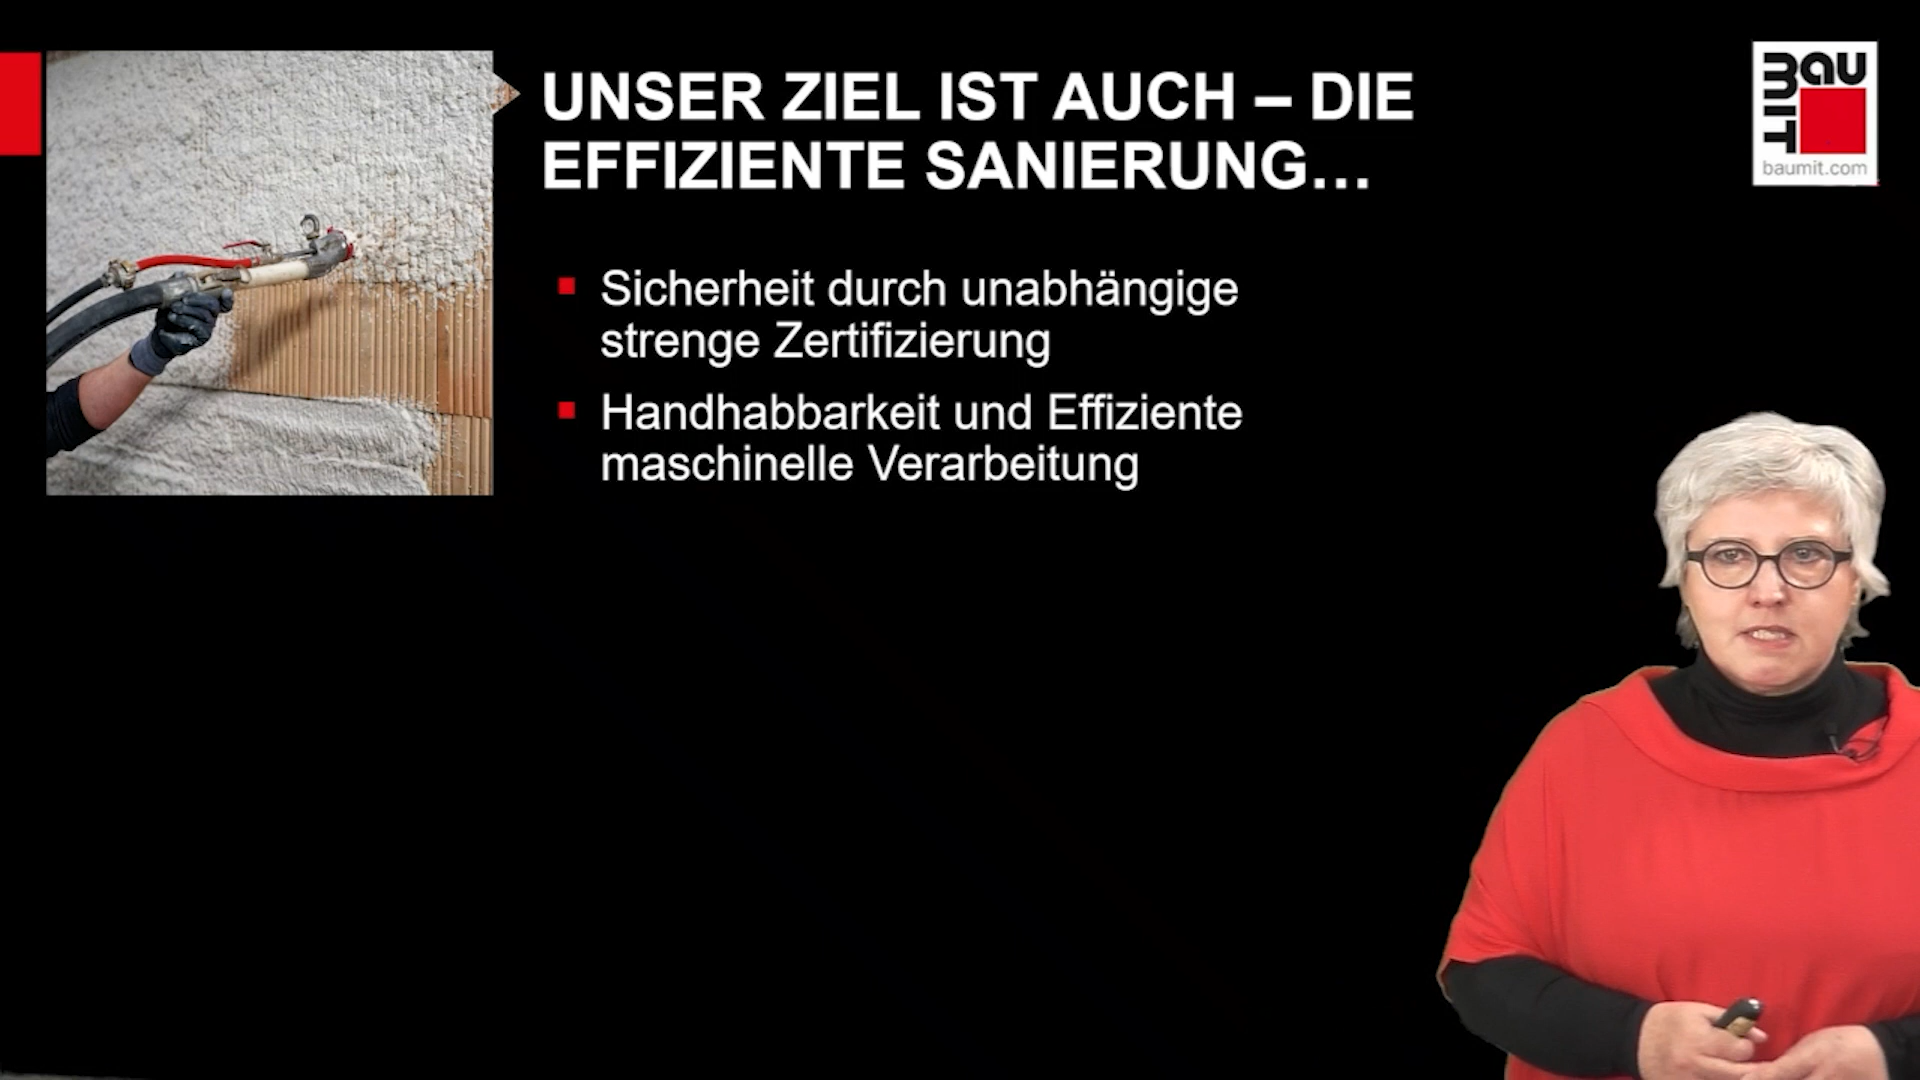 UNSER ZIEL IST AUCH – DIE
EFFIZIENTE SANIERUNG...
Sicherheit durch unabhängige
strenge Zertifizierung
Handhabbarkeit und Effiziente
maschinelle Verarbeitung
bau
MIT
baumit.com